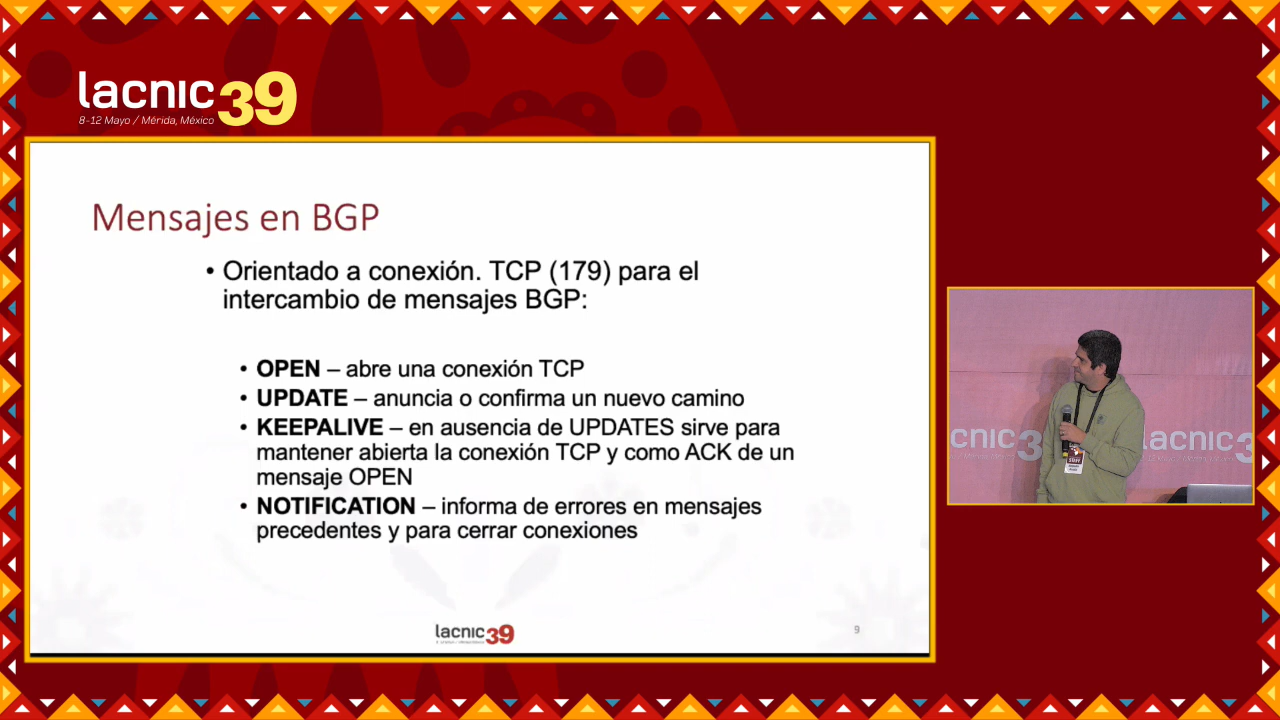 lacnic39
8-12 Mayo / Mérida, México
Mensajes en BGP
• Orientado a conexión. TCP (179) para el
intercambio de mensajes BGP:
• OPEN – abre una conexión TCP
• UPDATE – anuncia o confirma un nuevo camino
• KEEPALIVE – en ausencia de UPDATES sirve para
mantener abierta la conexión TCP y como ACK de un
mensaje OPEN
• NOTIFICATION – informa de errores en mensajes
precedentes y para cerrar conexiones
lacnic39
9
cnic3
lacnic3
STAFF